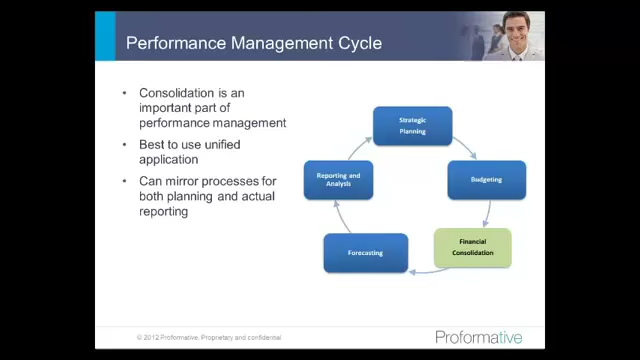 Performance Management Cycle
• Consolidation is an
important part of
performance management
• Best to use unified
application
• Can mirror processes for
both planning and actual
reporting
Strategic
Planning
Budgeting
Financial
Consolidation
Forecasting
Reporting and
Analysis
© 2012 Proformative, Proprietary and confidential
Proformative